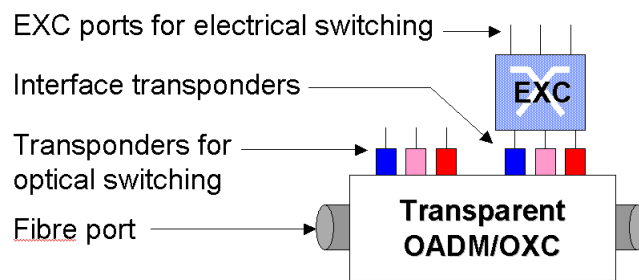 EXC ports for electrical switching
Interface transponders
EXC
Transponders for
optical switching
Fibre port
Transparent
OADM/OXC